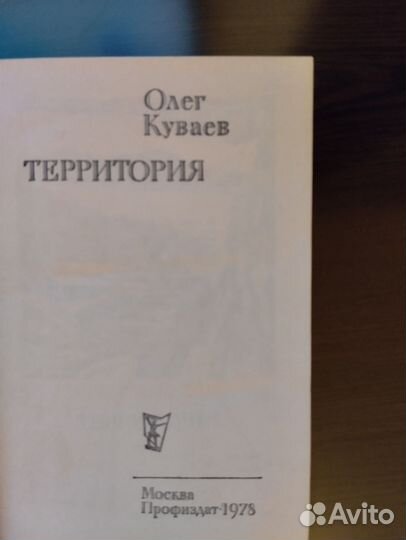 Олег
Куваев
ТЕРРИТОРИЯ
Москва
Профиздат·1978
Avito